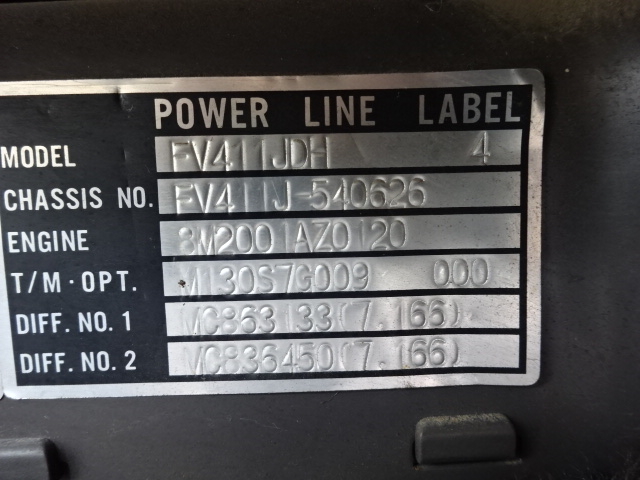 POWER LINE LABEL
MODEL FV411JDH 4
CHASSIS NO. FV411J-540626
ENGINE 8M2001AZ0120
T/M·OPT. M130S7G009 000
DIFF. NO. 1 MC863133(7.166)
DIFF. NO. 2 MC836450(7.166)